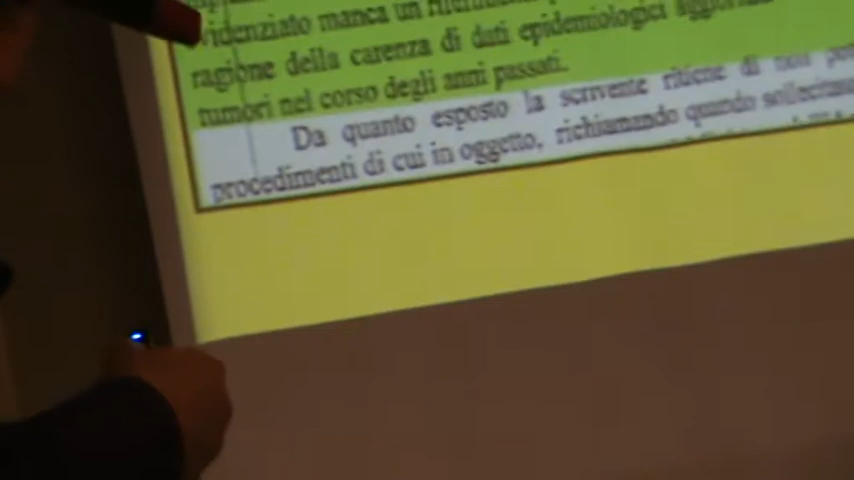 evidenziato manca un
ragione della carenza di dati epidemiologici
tumori nel corso degli anni passati.
Da quanto esposto la scrivente ritiene di non
procedimenti di cui in oggetto, richiamando quando